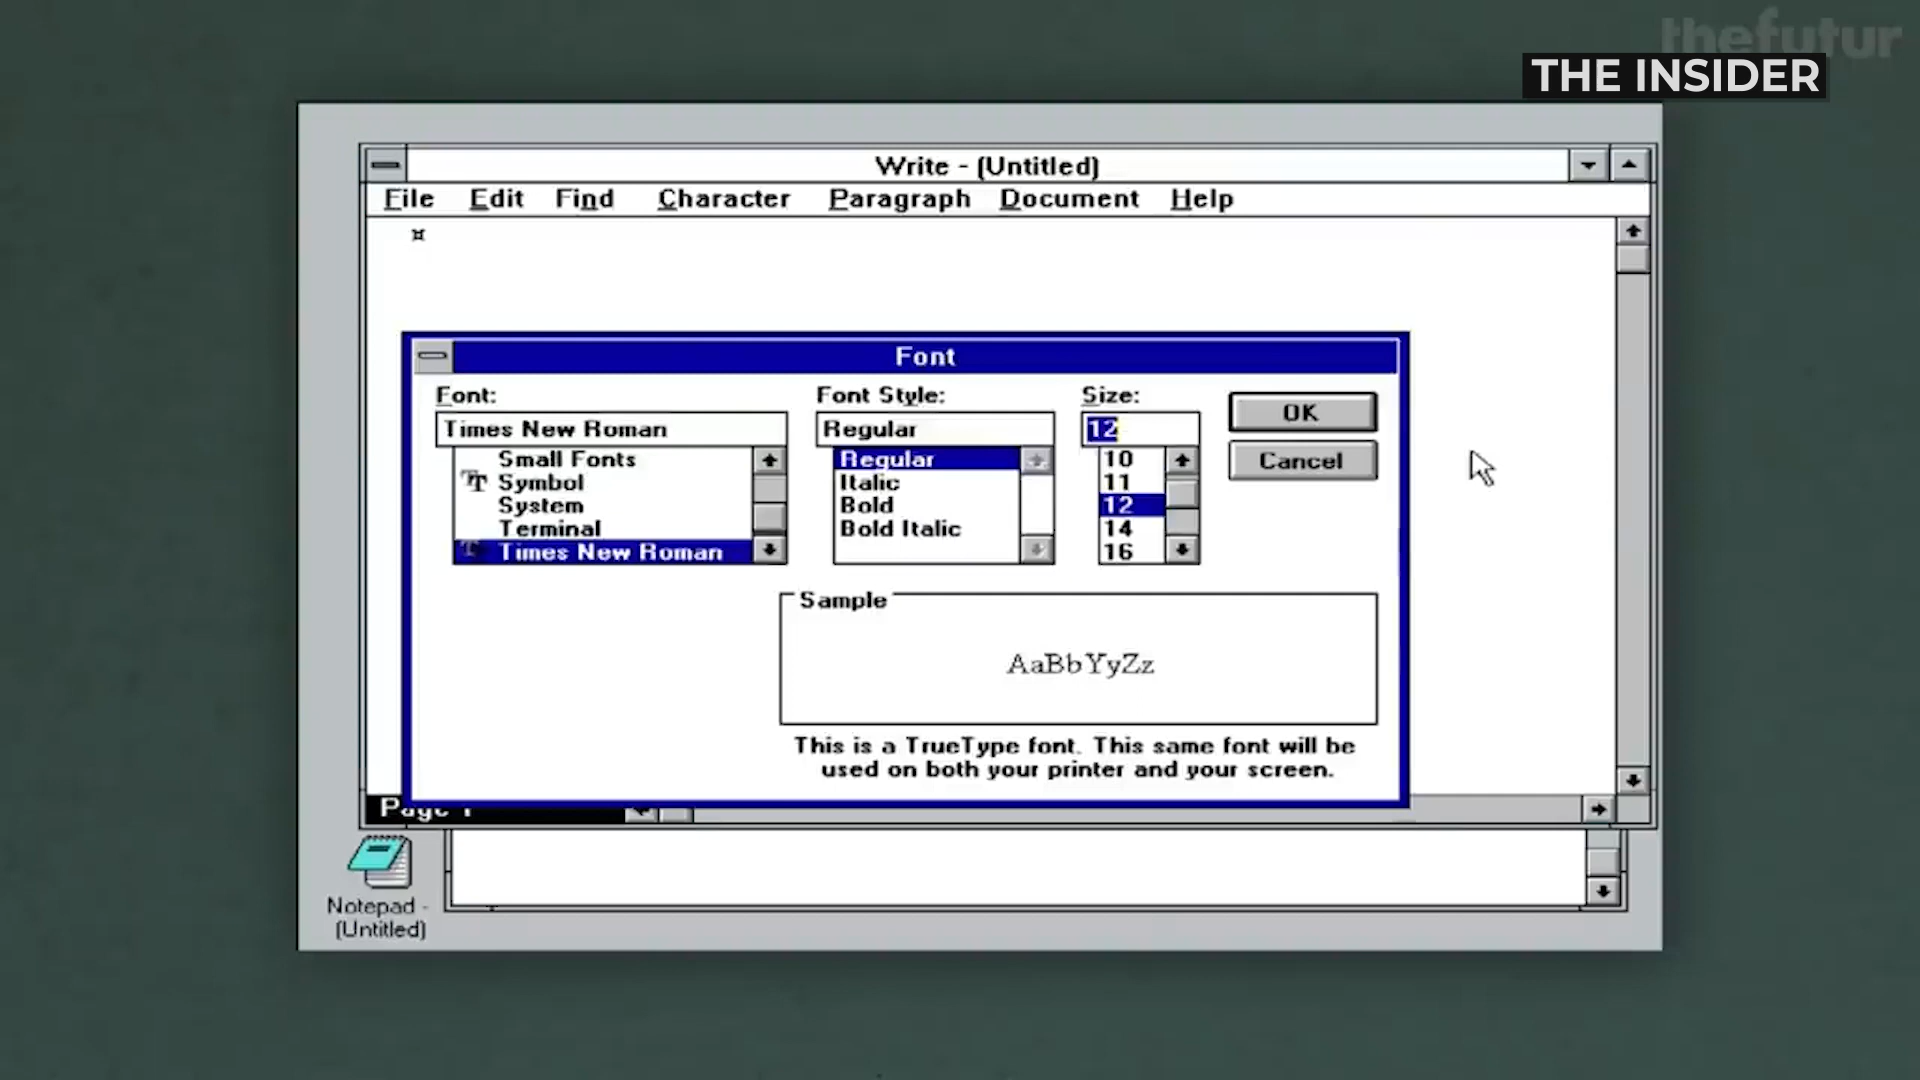 thefutur
THE INSIDER
Write - (Untitled)
File Edit Find Character Paragraph Document Help
¤
Font
Font: Font Style: Size:
Times New Roman Regular 12 OK
Small Fonts Regular 10 Cancel
Symbol Italic 11
System Bold 12
Terminal Bold Italic 14
Times New Roman 16
Sample
AaBbYyZz
This is a TrueType font. This same font will be
used on both your printer and your screen.
Page 1
Notepad -
(Untitled)